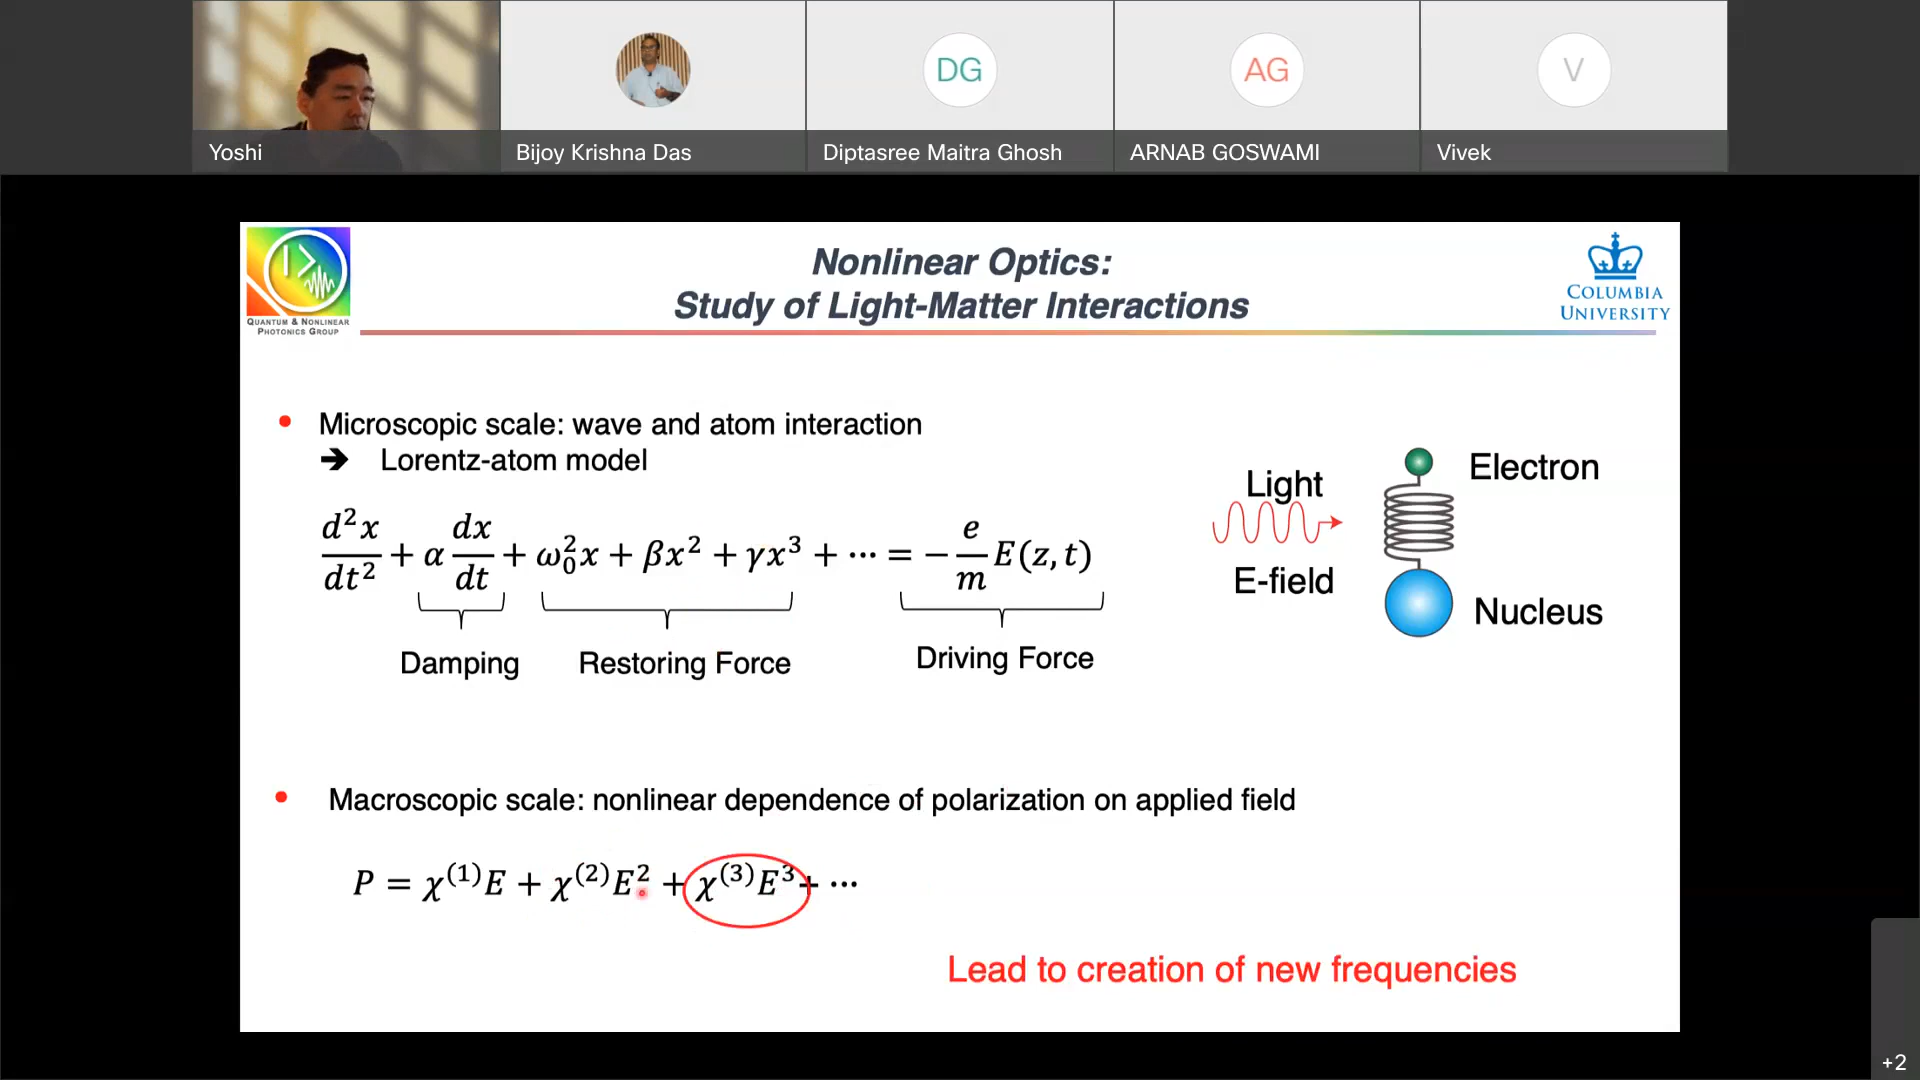 DG
AG
V
Yoshi
Bijoy Krishna Das
Diptasree Maitra Ghosh
ARNAB GOSWAMI
Vivek
QUANTUM & NONLINEAR
PHOTONICS GROUP
Nonlinear Optics:
Study of Light-Matter Interactions
COLUMBIA
UNIVERSITY
• Microscopic scale: wave and atom interaction
➔ Lorentz-atom model
d²x/dt² + α dx/dt + ω₀²x + βx² + γx³ + ⋯ = − e/m E(z, t)
Damping
Restoring Force
Driving Force
Light
E-field
Electron
Nucleus
• Macroscopic scale: nonlinear dependence of polarization on applied field
P = χ⁽¹⁾E + χ⁽²⁾E² + χ⁽³⁾E³ + ⋯
Lead to creation of new frequencies
+2